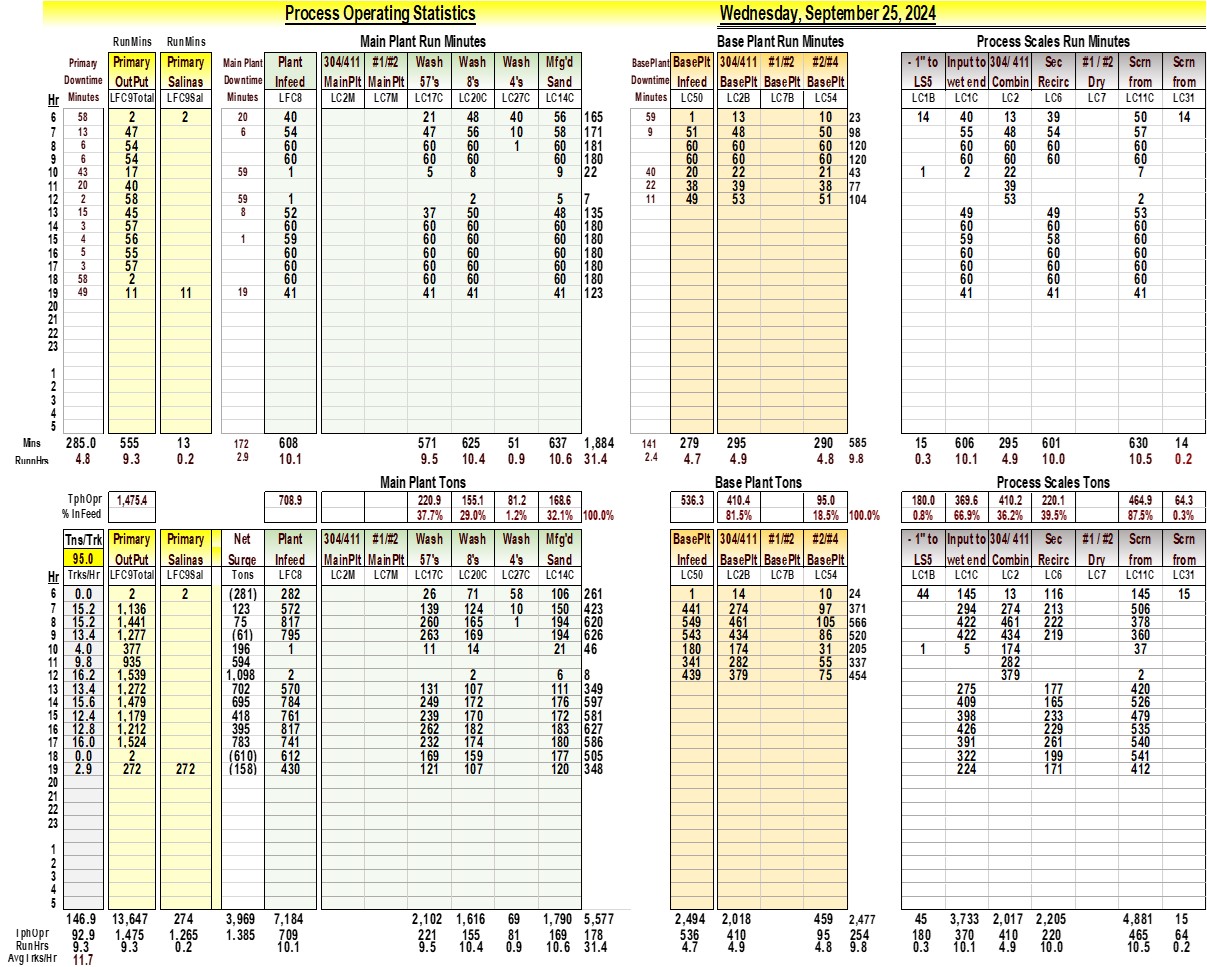 Process Operating Statistics Wednesday, September 25, 2024
RunMins RunMins Main Plant Run Minutes Base Plant Run Minutes Process Scales Run Minutes
Primary Primary Primary Main Plant Plant 304/411 #1/#2 Wash Wash Wash Mfg'd BasePlant BasePlt 304/411 #1/#2 #2/#4 - 1" to Input to 304/ 411 Sec #1 / #2 Scrn Scrn
Downtime OutPut Salinas Downtime Infeed MainPlt MainPlt 57's 8's 4's Sand Downtime Infeed BasePlt BasePlt BasePlt LS5 wet end Combin Recirc Dry from from
Hr Minutes LFC9Total LFC9Sal Minutes LFC8 LC2M LC7M LC17C LC20C LC27C LC14C Minutes LC50 LC2B LC7B LC54 LC1B LC1C LC2 LC6 LC7 LC11C LC31
6 58 2 2 20 40 21 48 40 56 165 59 1 13 10 23 14 40 13 39 50 14
7 13 47 6 54 47 56 10 58 171 9 51 48 50 98 55 48 54 57
8 6 54 60 60 60 1 60 181 60 60 60 120 60 60 60 60
9 6 54 60 60 60 60 180 60 60 60 120 60 60 60 60
10 43 17 59 1 5 8 9 22 40 20 22 21 43 1 2 22 7
11 20 40 22 38 39 38 77 39
12 2 58 59 1 2 5 7 11 49 53 51 104 53 2
13 15 45 8 52 37 50 48 135 49 49 53
14 3 57 60 60 60 60 180 60 60 60
15 4 56 1 59 60 60 60 180 59 58 60
16 5 55 60 60 60 60 180 60 60 60
17 3 57 60 60 60 60 180 60 60 60
18 58 2 60 60 60 60 180 60 60 60
19 49 11 11 19 41 41 41 41 123 41 41 41
20
21
22
23
1
2
3
4
5
Mins 285.0 555 13 172 608 571 625 51 637 1,884 141 279 295 290 585 15 606 295 601 630 14
RunnHrs 4.8 9.3 0.2 2.9 10.1 9.5 10.4 0.9 10.6 31.4 2.4 4.7 4.9 4.8 9.8 0.3 10.1 4.9 10.0 10.5 0.2
Main Plant Tons Base Plant Tons Process Scales Tons
TphOpr 1,475.4 708.9 220.9 155.1 81.2 168.6 536.3 410.4 95.0 180.0 369.6 410.2 220.1 464.9 64.3
% InFeed 37.7% 29.0% 1.2% 32.1% 100.0% 81.5% 18.5% 100.0% 0.8% 66.9% 36.2% 39.5% 87.5% 0.3%
Tns/Trk Primary Primary Net Plant 304/411 #1/#2 Wash Wash Wash Mfg'd BasePlt 304/411 #1/#2 #2/#4 - 1" to Input to 304/ 411 Sec #1 / #2 Scrn Scrn
95.0 OutPut Salinas Surge Infeed MainPlt MainPlt 57's 8's 4's Sand Infeed BasePlt BasePlt BasePlt LS5 wet end Combin Recirc Dry from from
Hr Trks/Hr LFC9Total LFC9Sal Tons LFC8 LC2M LC7M LC17C LC20C LC27C LC14C LC50 LC2B LC7B LC54 LC1B LC1C LC2 LC6 LC7 LC11C LC31
6 0.0 2 2 (281) 282 26 71 58 106 261 1 14 10 24 44 145 13 116 145 15
7 15.2 1,136 123 572 139 124 10 150 423 441 274 97 371 294 274 213 506
8 15.2 1,441 75 817 260 165 1 194 620 549 461 105 566 422 461 222 378
9 13.4 1,277 (61) 795 263 169 194 626 543 434 86 520 422 434 219 360
10 4.0 377 196 1 11 14 21 46 180 174 31 205 1 5 174 37
11 9.8 935 594 341 282 55 337 282
12 16.2 1,539 1,098 2 2 6 8 439 379 75 454 379 2
13 13.4 1,272 702 570 131 107 111 349 275 177 420
14 15.6 1,479 695 784 249 172 176 597 409 165 526
15 12.4 1,179 418 761 239 170 172 581 398 233 479
16 12.8 1,212 395 817 262 182 183 627 426 229 535
17 16.0 1,524 783 741 232 174 180 586 391 261 540
18 0.0 2 (610) 612 169 159 177 505 322 199 541
19 2.9 272 272 (158) 430 121 107 120 348 224 171 412
20
21
22
23
1
2
3
4
5
146.9 13,647 274 3,969 7,184 2,102 1,616 69 1,790 5,577 2,494 2,018 459 2,477 45 3,733 2,017 2,205 4,881 15
TphOpr 92.9 1,475 1,265 1,385 709 221 155 81 169 178 536 410 95 254 180 370 410 220 465 64
RunHrs 9.3 9.3 0.2 10.1 9.5 10.4 0.9 10.6 31.4 4.7 4.9 4.8 9.8 0.3 10.1 4.9 10.0 10.5 0.2
AvgTrks/Hr 11.7